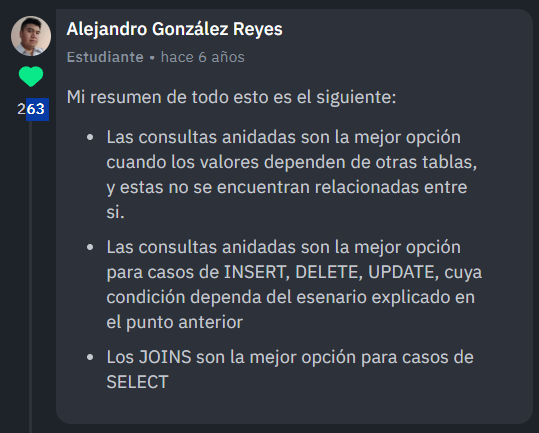 Alejandro González Reyes
Estudiante • hace 6 años
263
Mi resumen de todo esto es el siguiente:
• Las consultas anidadas son la mejor opción
cuando los valores dependen de otras tablas,
y estas no se encuentran relacionadas entre
si.
• Las consultas anidadas son la mejor opción
para casos de INSERT, DELETE, UPDATE, cuya
condición dependa del esenario explicado en
el punto anterior
• Los JOINS son la mejor opción para casos de
SELECT